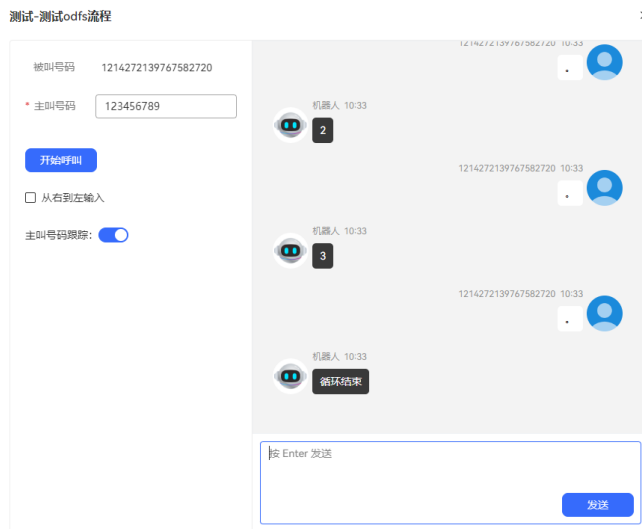 测试-测试odfs流程
被叫号码 1214272139767582720
* 主叫号码 123456789
开始呼叫
从右到左输入
主叫号码跟踪:
1214272139767582720 10:33
.
机器人 10:33
2
1214272139767582720 10:33
.
机器人 10:33
3
1214272139767582720 10:33
.
机器人 10:33
循环结束
按 Enter 发送
发送